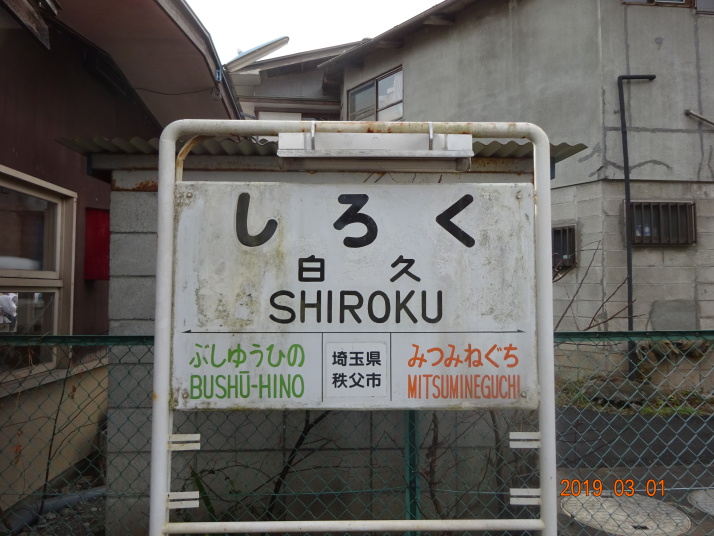 しろく
白久
SHIROKU
ぶしゆうひの
BUSHŪ-HINO
埼玉県
秩父市
みつみねぐち
MITSUMINEGUCHI
2019 03 01